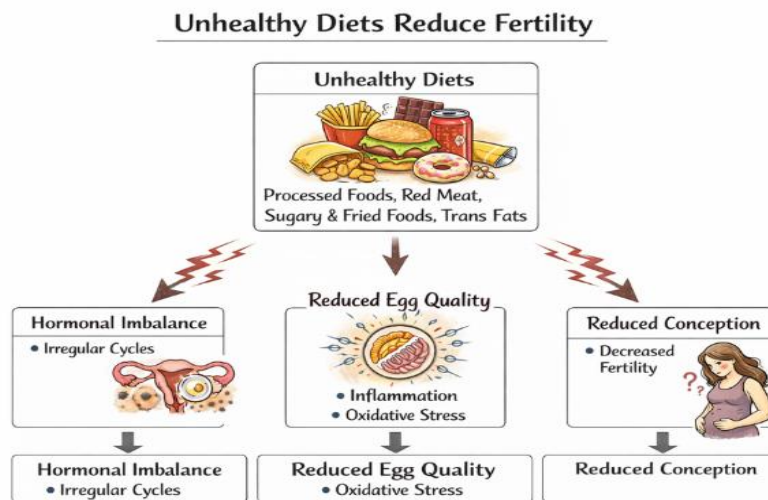 Unhealthy Diets Reduce Fertility
Unhealthy Diets
Processed Foods, Red Meat,
Sugary & Fried Foods, Trans Fats
Hormonal Imbalance
• Irregular Cycles
Reduced Egg Quality
• Inflammation
• Oxidative Stress
Reduced Conception
• Decreased
Fertility
??
Hormonal Imbalance
• Irregular Cycles
Reduced Egg Quality
• Oxidative Stress
Reduced Conception